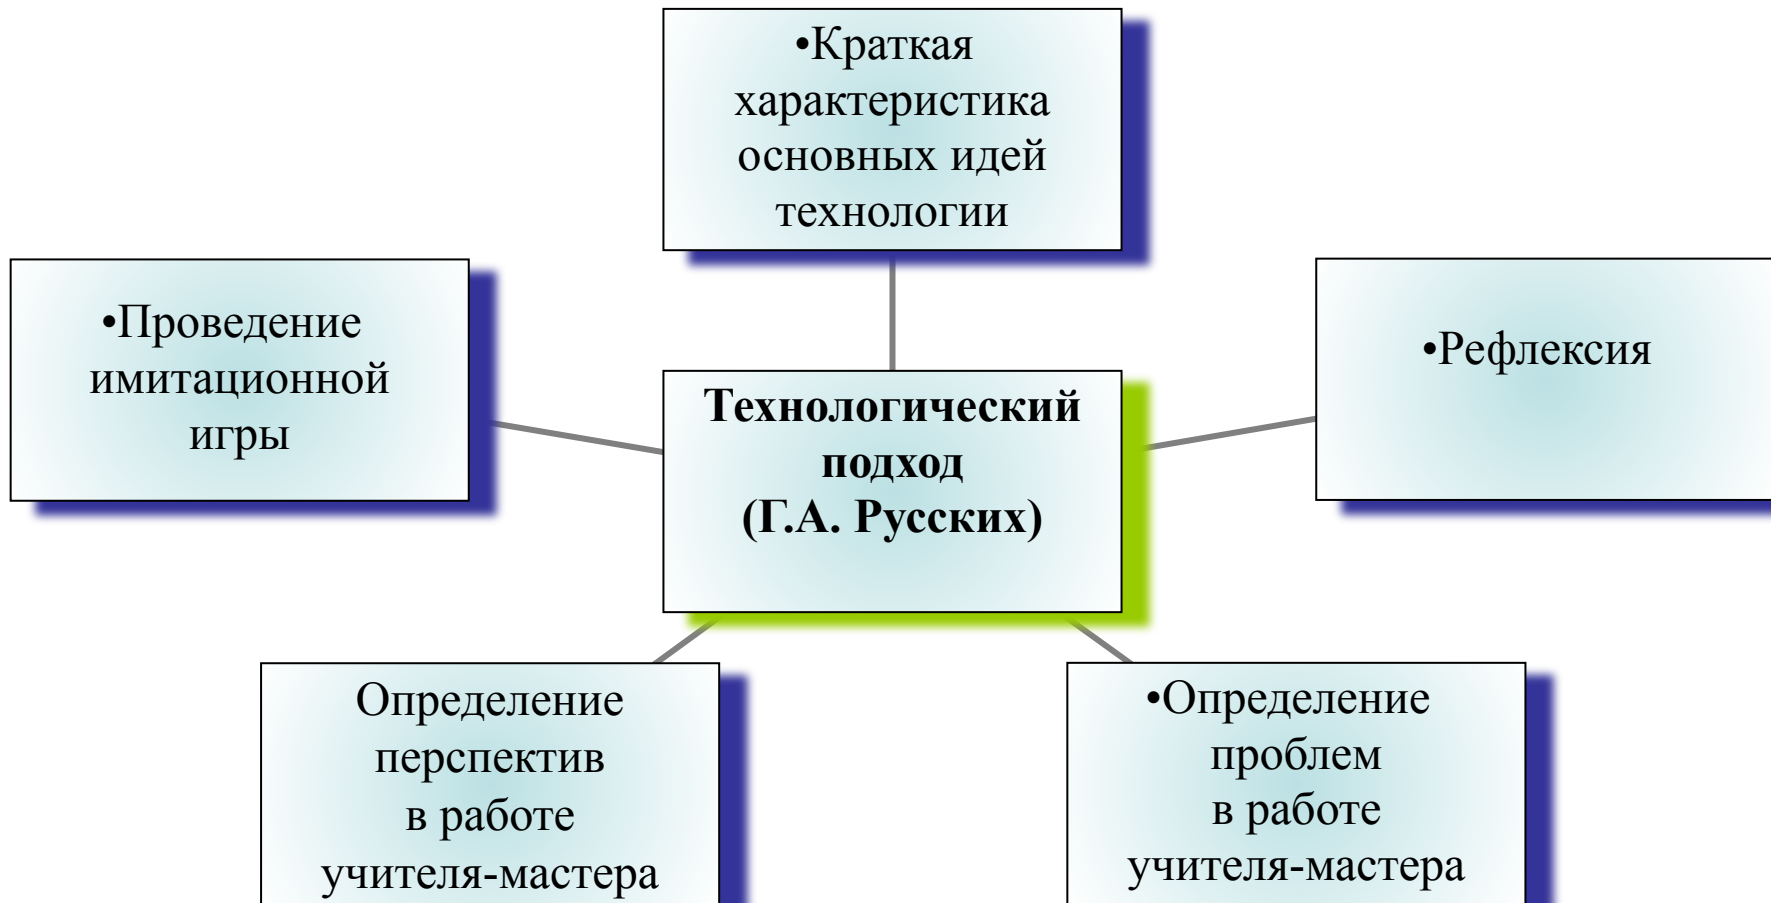 •Краткая
характеристика
основных идей
технологии
•Проведение
имитационной
игры
•Рефлексия
Технологический
подход
(Г.А. Русских)
Определение
перспектив
в работе
учителя-мастера
•Определение
проблем
в работе
учителя-мастера